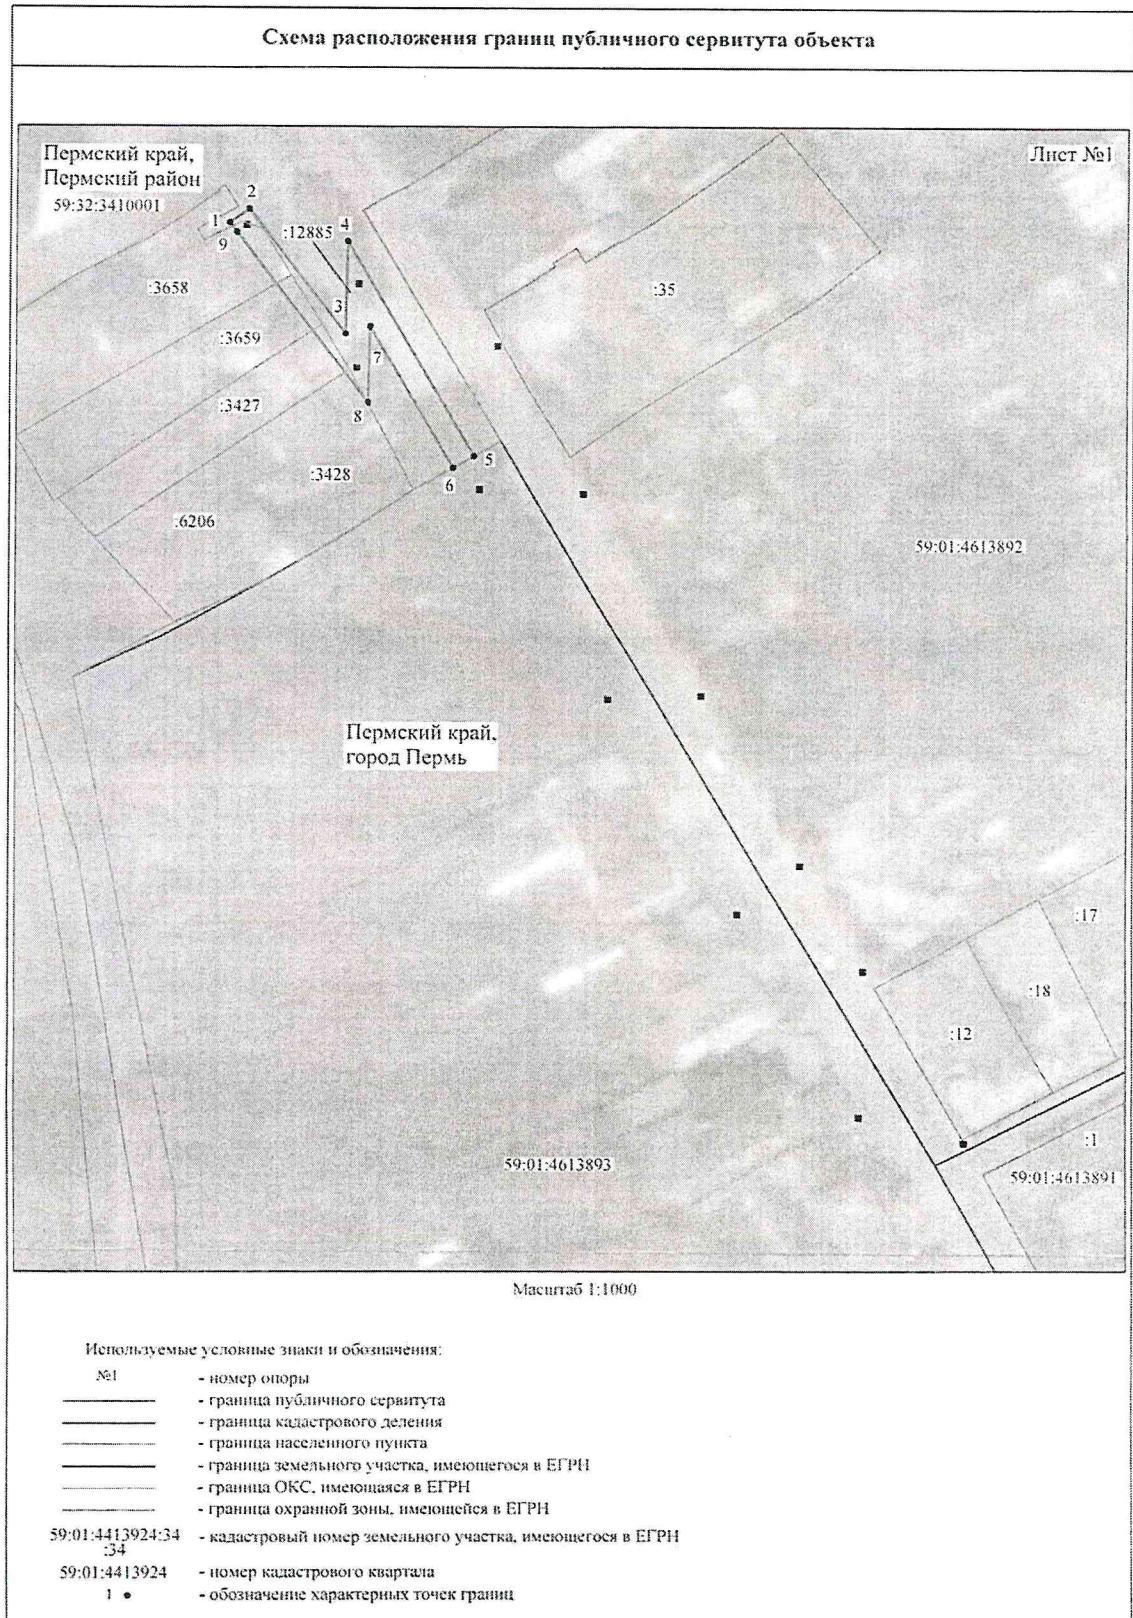 Схема расположения границ публичного сервитута объекта
Пермский край,
Пермский район
59:32:3410001
Лист №1
2
1
9
4
:12885
:3658
:35
3
:3659
7
:3427
8
5
:3428
6
:6206
59:01:4613892
Пермский край,
город Пермь
:17
:18
:12
:1
59:01:4613893
59:01:4613891
Масштаб 1:1000
Используемые условные знаки и обозначения:
№1 - номер опоры
- граница публичного сервитута
- граница кадастрового деления
- граница населенного пункта
- граница земельного участка, имеющегося в ЕГРН
- граница ОКС, имеющаяся в ЕГРН
- граница охранной зоны, имеющейся в ЕГРН
59:01:4413924:34 - кадастровый номер земельного участка, имеющегося в ЕГРН
:34
59:01:4413924 - номер кадастрового квартала
1 - обозначение характерных точек границ